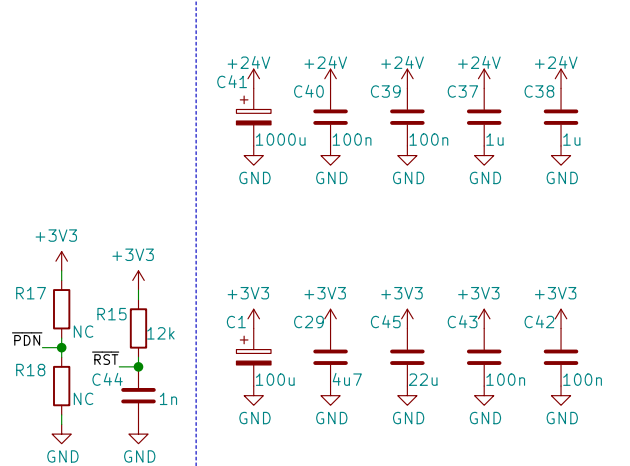 +24V +24V +24V +24V +24V
C41 C40 C39 C37 C38
+
1000u 100n 100n 1u 1u
GND GND GND GND GND
+3V3
+3V3
R17
R15
NC 12k
PDN
RST
R18
C44
NC 1n
GND GND
+3V3 +3V3 +3V3 +3V3 +3V3
C1 C29 C45 C43 C42
+
100u 4u7 22u 100n 100n
GND GND GND GND GND